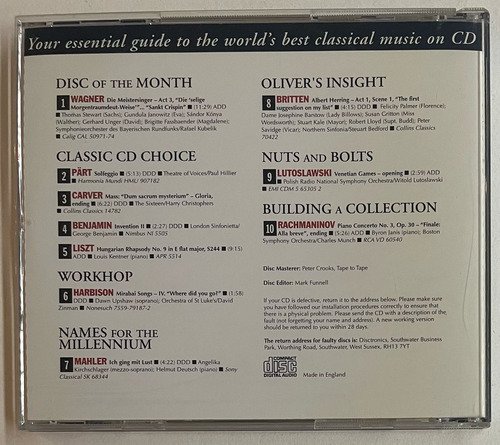 Your essential guide to the world's best classical music on CD
DISC OF THE MONTH
1 WAGNER Die Meistersinger – Act 3, "Die 'selige
Morgentraumdeut-Weise'"... "Sankt Crispin" ■ (11:29) ADD
■ Thomas Stewart (Sachs); Gundula Janowitz (Eva); Sándor Kónya
(Walther); Gerhard Unger (David); Brigitte Fassbaender (Magdalene);
Symphonieorchester des Bayerischen Rundfunks/Rafael Kubelik
■ Calig CAL 50971-74
CLASSIC CD CHOICE
2 PÄRT Solfeggio ■ (5:13) DDD ■ Theatre of Voices/Paul Hillier
■ Harmonia Mundi HMU 907182
3 CARVER Mass: "Dum sacrum mysterium" – Gloria,
ending ■ (6:22) DDD ■ The Sixteen/Harry Christophers
■ Collins Classics 14782
4 BENJAMIN Invention II ■ (2:27) DDD ■ London Sinfonietta/
George Benjamin ■ Nimbus NI 5505
5 LISZT Hungarian Rhapsody No. 9 in E flat major, S244 ■ (9:15)
ADD ■ Louis Kentner (piano) ■ APR 5514
WORKHOP
6 HARBISON Mirabai Songs – IV. "Where did you go?" ■ (1:58)
DDD ■ Dawn Upshaw (soprano); Orchestra of St Luke's/David
Zinman ■ Nonesuch 7559-79187-2
NAMES FOR THE
MILLENNIUM
7 MAHLER Ich ging mit Lust ■ (4:22) DDD ■ Angelika
Kirchschlager (mezzo-soprano); Helmut Deutsch (piano) ■ Sony
Classical SK 68344
OLIVER'S INSIGHT
8 BRITTEN Albert Herring – Act 1, Scene 1, "The first
suggestion on my list" ■ (4:15) DDD ■ Felicity Palmer (Florence);
Dame Josephine Barstow (Lady Billows); Susan Gritton (Miss
Wordsworth); Stuart Kale (Mayor); Robert Lloyd (Supt. Budd); Peter
Savidge (Vicar); Northern Sinfonia/Steuart Bedford ■ Collins Classics
70422
NUTS AND BOLTS
9 LUTOSLAWSKI Venetian Games – opening ■ (2:59) ADD
■ Polish Radio National Symphony Orchestra/Witold Lutoslawski
■ EMI CDM 5 65305 2
BUILDING A COLLECTION
10 RACHMANINOV Piano Concerto No. 3, Op. 30 – "Finale:
Alla breve", ending ■ (5:26) ADD ■ Byron Janis (piano); Boston
Symphony Orchestra/Charles Munch ■ RCA VD 60540
Disc Masterer: Peter Crooks, Tape to Tape
Disc Editor: Mark Funnell
If your CD is defective, return it to the address below. Please make sure
you have followed our installation procedures correctly to ensure that
there is a physical problem. Please send the CD with a description of the
fault (not forgetting your name and address). A new working version
should be returned to you within 28 days.
The return address for faulty discs is: Disctronics, Southwater Business
Park, Worthing Road, Southwater, West Sussex, RH13 7YT
COMPACT
disc
DIGITAL AUDIO
Made in England